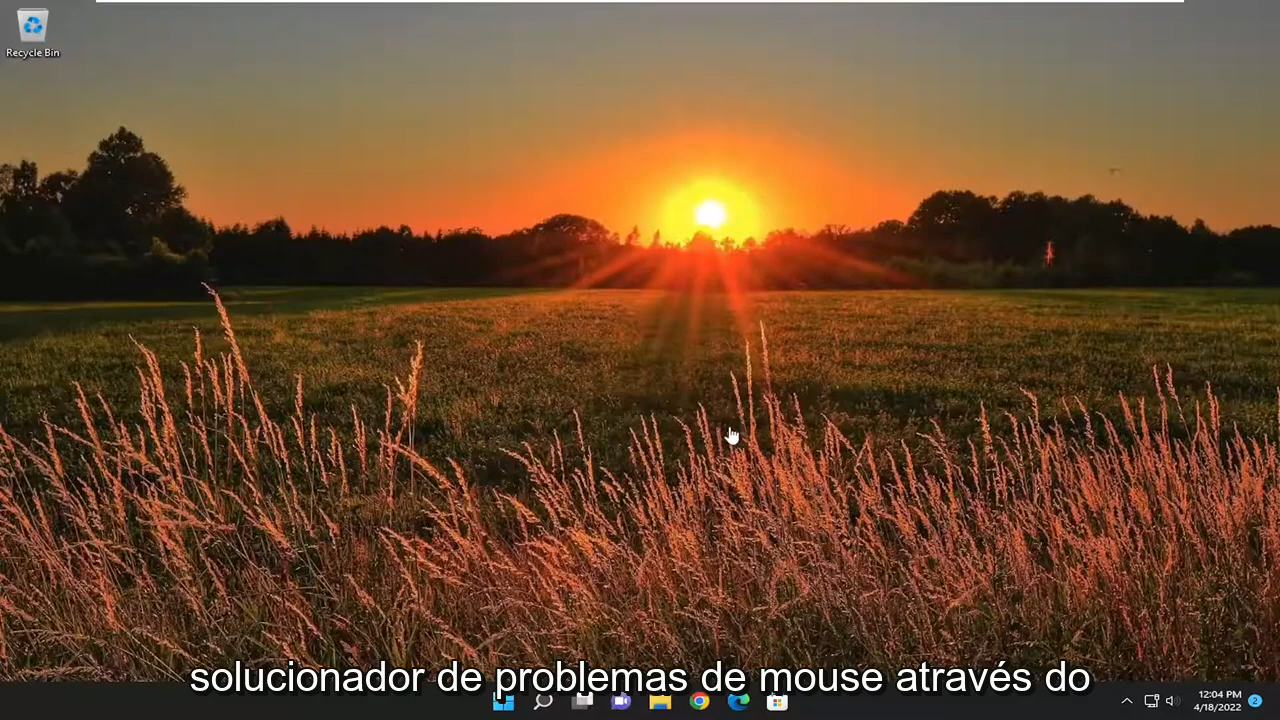 Recycle Bin
solucionador de problemas de mouse através do
12:04 PM
4/18/2022
2